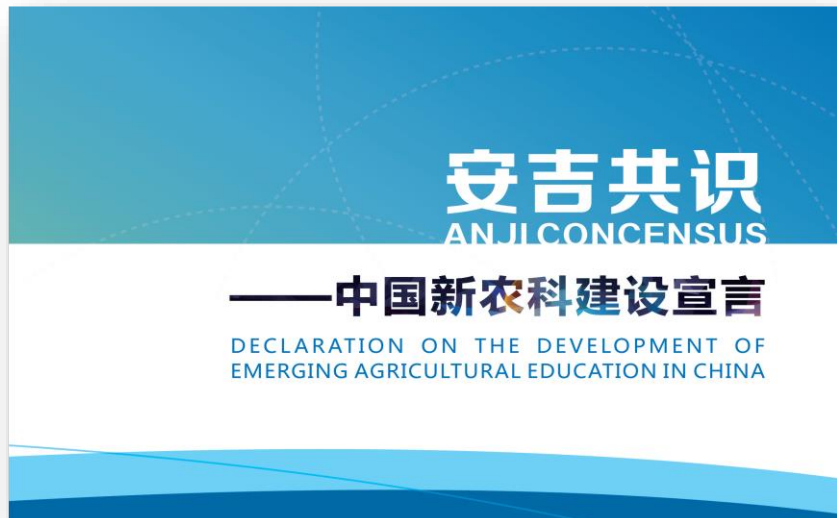 安吉共识
ANJI CONCENSUS
——中国新农科建设宣言
DECLARATION ON THE DEVELOPMENT OF
EMERGING AGRICULTURAL EDUCATION IN CHINA